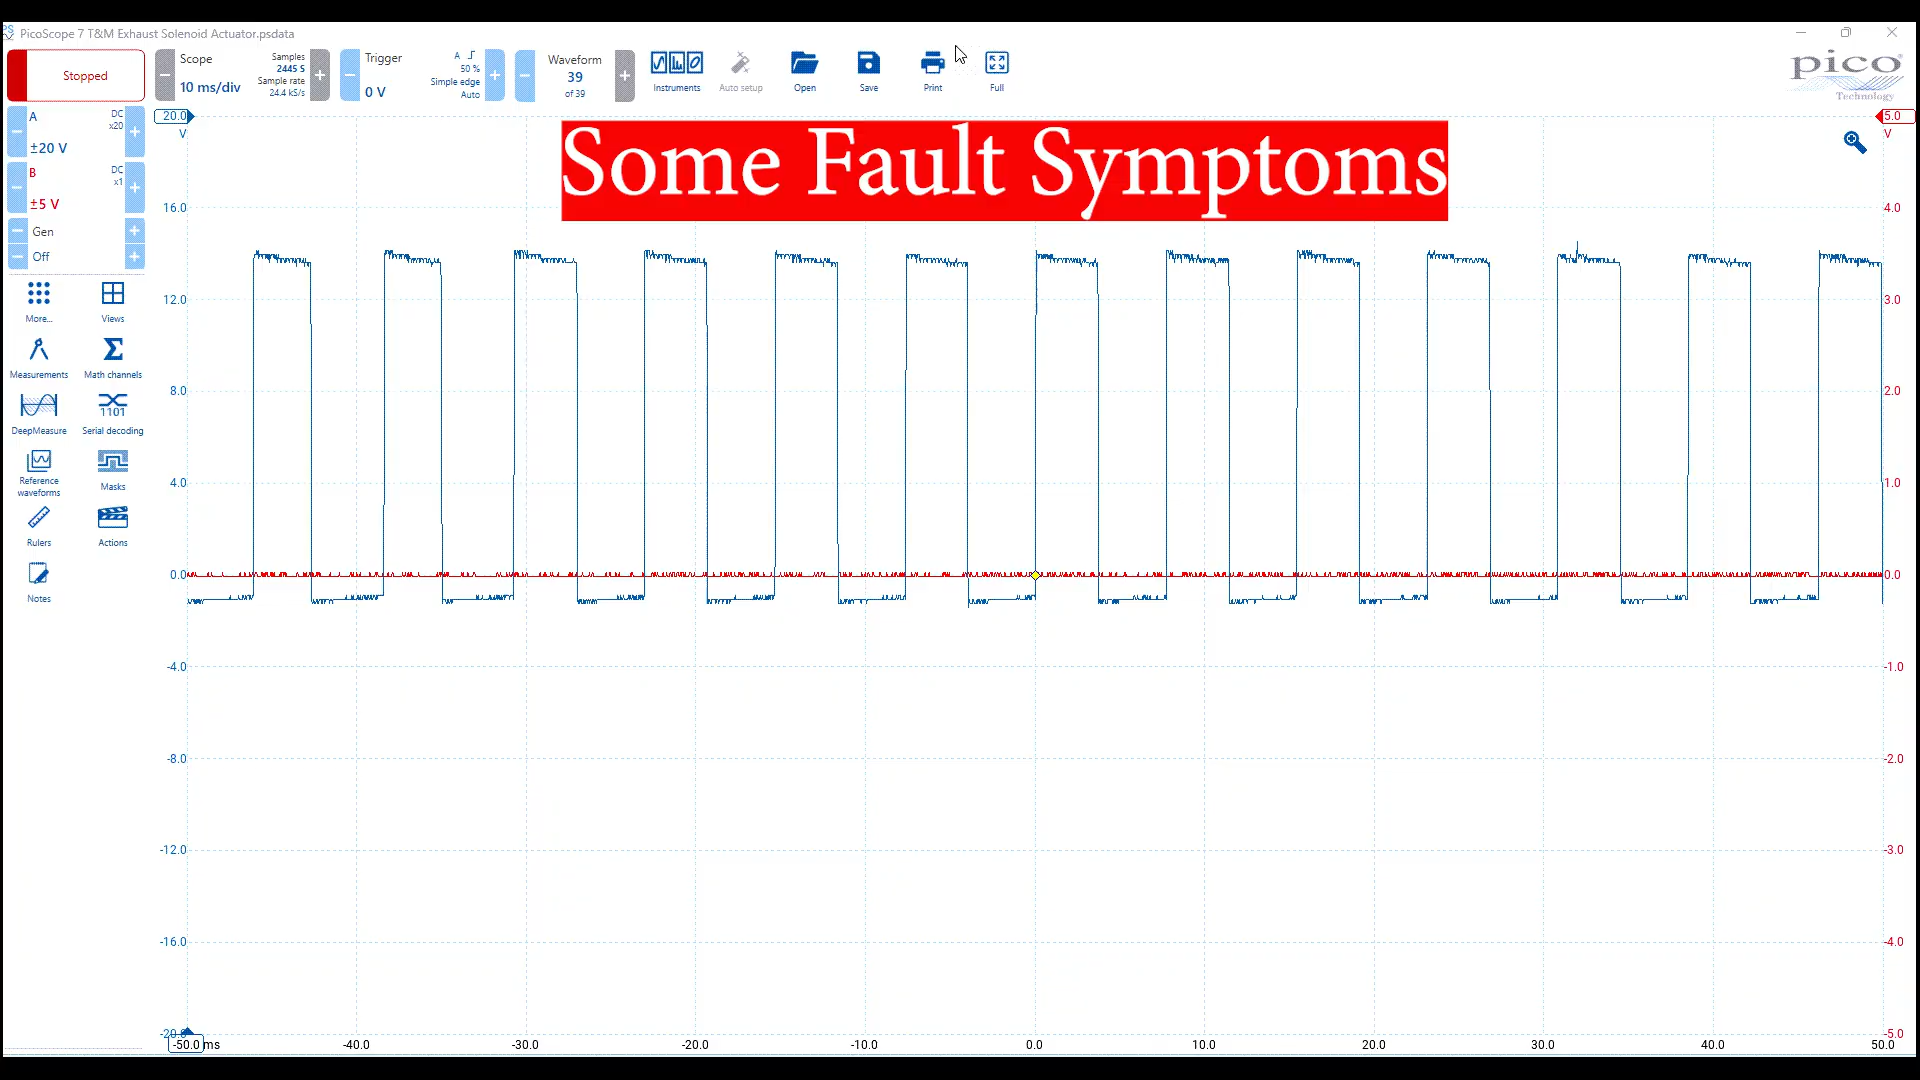 PicoScope 7 T&M Exhaust Solenoid Actuator.psdata
Stopped
Scope
10 ms/div
Samples
2445 S
Sample rate
24.4 kS/s
Trigger
0 V
A
50 %
Simple edge
Auto
Waveform
39
of 39
Instruments
Auto setup
Open
Save
Print
Full
pico
Technology
A
DC
x20
±20 V
B
DC
x1
±5 V
Gen
Off
More...
Views
Measurements
Math channels
DeepMeasure
1101
Serial decoding
Reference
waveforms
Masks
Rulers
Actions
Notes
Some Fault Symptoms
20.0
V
16.0
12.0
8.0
4.0
0.0
-4.0
-8.0
-12.0
-16.0
-20.0
5.0
V
4.0
3.0
2.0
1.0
0.0
-1.0
-2.0
-3.0
-4.0
-5.0
-50.0 ms
-40.0
-30.0
-20.0
-10.0
0.0
10.0
20.0
30.0
40.0
50.0